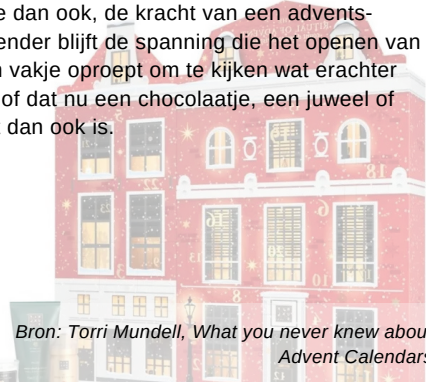 e dan ook, de kracht van een advents-
ender blijft de spanning die het openen van
vakje oproept om te kijken wat erachter
of dat nu een chocolaatje, een juweel of
dan ook is.
Bron: Torri Mundell, What you never knew abou
Advent Calendars